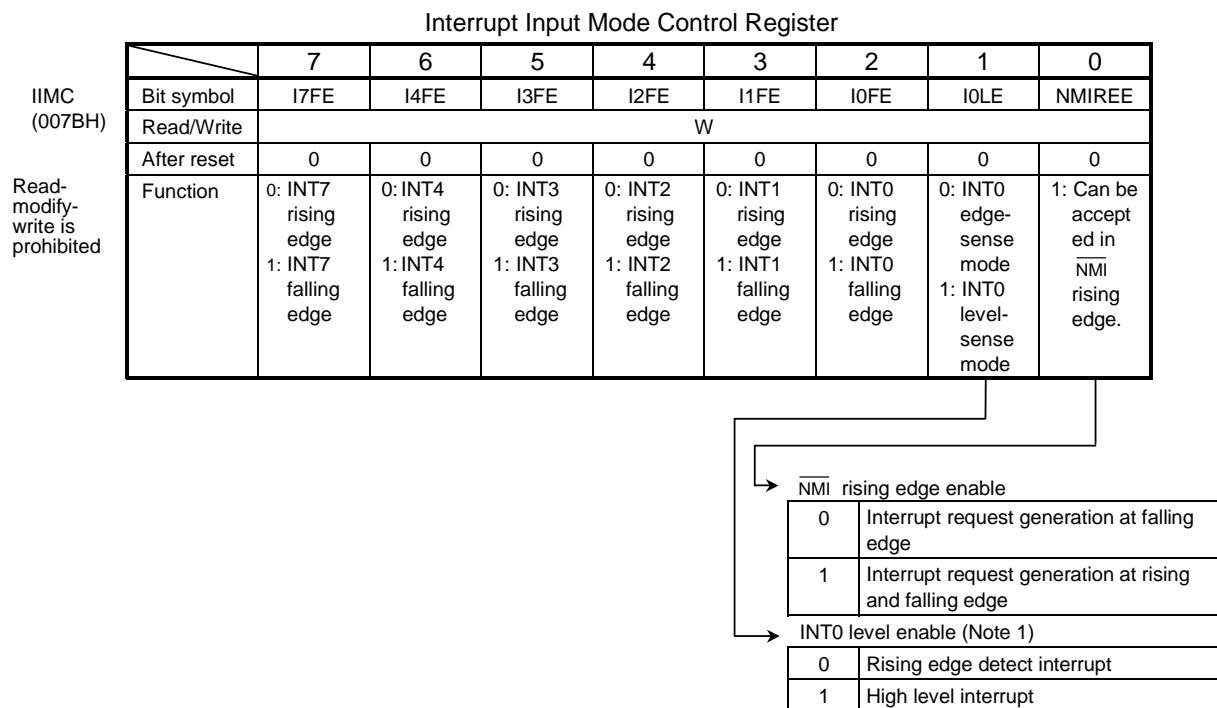 Interrupt Input Mode Control Register
7 6 5 4 3 2 1 0
IIMC
(007BH)
Bit symbol I7FE I4FE I3FE I2FE I1FE I0FE I0LE NMIREE
Read/Write W
After reset 0 0 0 0 0 0 0 0
Read-
modify-
write is
prohibited
Function 0: INT7 0: INT4 0: INT3 0: INT2 0: INT1 0: INT0 0: INT0 1: Can be
rising rising rising rising rising rising edge- accept
edge edge edge edge edge edge sense ed in
1: INT7 1: INT4 1: INT3 1: INT2 1: INT1 1: INT0 mode NMI
falling falling falling falling falling falling 1: INT0 rising
edge edge edge edge edge edge level- edge.
sense
mode
NMI rising edge enable
0 Interrupt request generation at falling
edge
1 Interrupt request generation at rising
and falling edge
INT0 level enable (Note 1)
0 Rising edge detect interrupt
1 High level interrupt